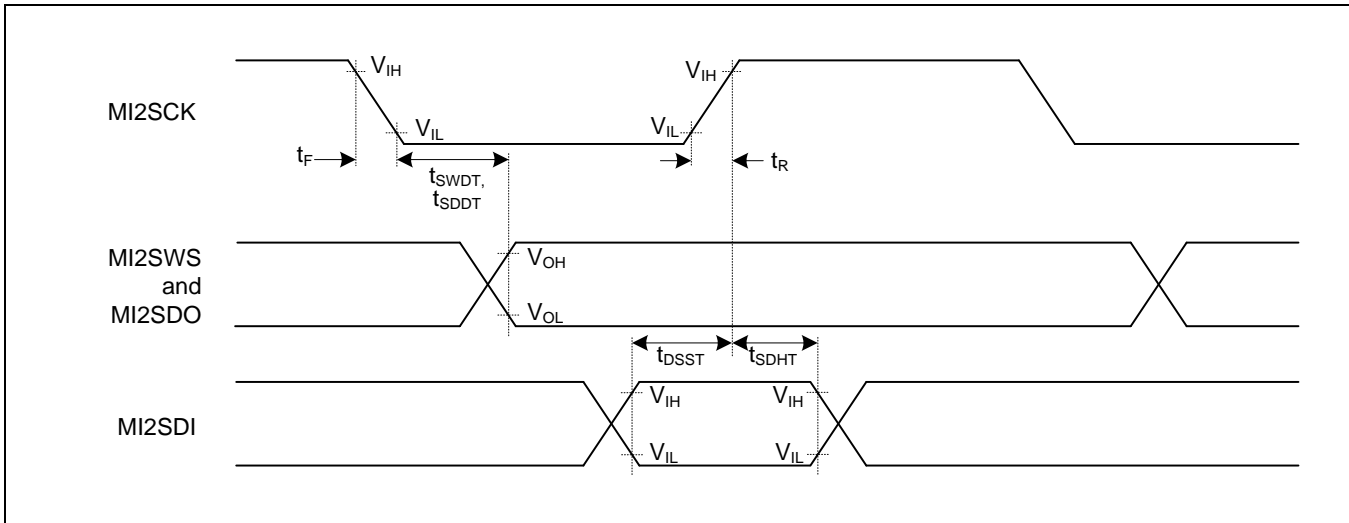 VIH
VIH
MI2SCK
VIL
VIL
tF
tSWDT,
tSDDT
tR
MI2SWS
and
MI2SDO
VOH
VOL
tDSST
tSDHT
VIH
VIH
MI2SDI
VIL
VIL